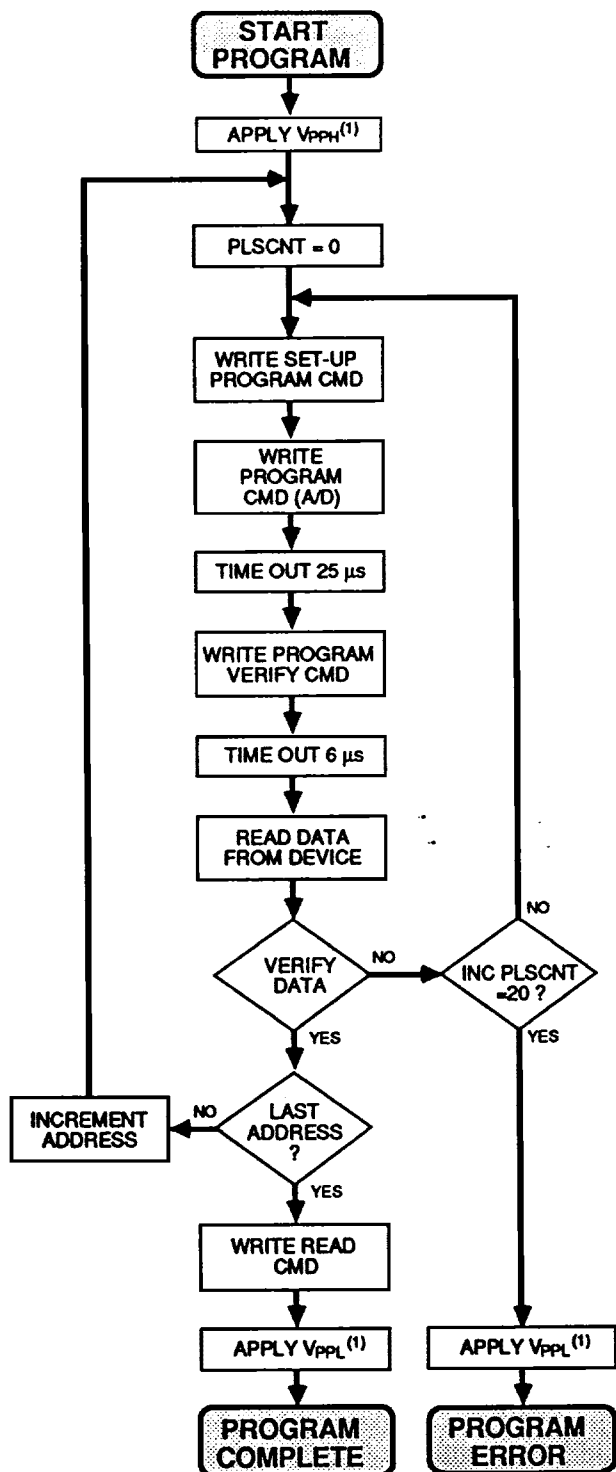 START
PROGRAM
APPLY VPPH(1)
PLSCNT = 0
WRITE SET-UP
PROGRAM CMD
WRITE
PROGRAM
CMD (A/D)
TIME OUT 25 µs
WRITE PROGRAM
VERIFY CMD
TIME OUT 6 µs
READ DATA
FROM DEVICE
VERIFY
DATA
NO
YES
INC PLSCNT
=20 ?
NO
YES
LAST
ADDRESS
?
NO
YES
INCREMENT
ADDRESS
WRITE READ
CMD
APPLY VPPL(1)
APPLY VPPL(1)
PROGRAM
COMPLETE
PROGRAM
ERROR